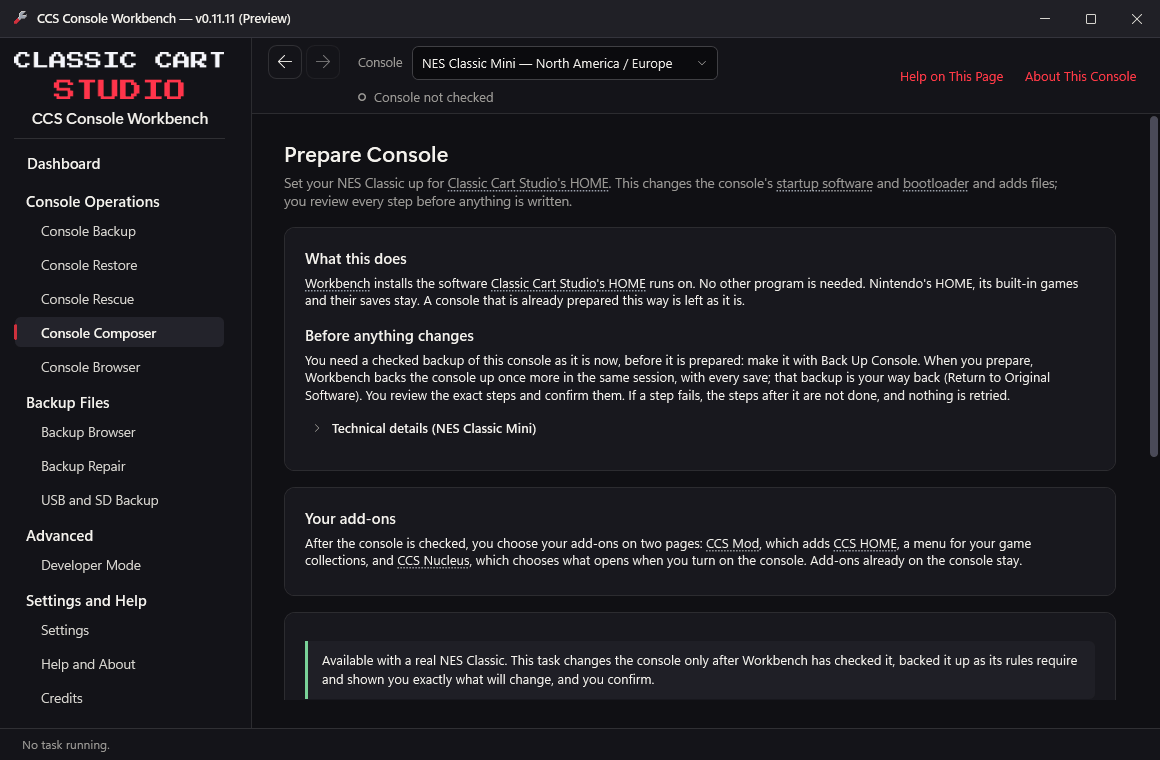 CCS Console Workbench — v0.11.11 (Preview)
CLASSIC CART
STUDIO
CCS Console Workbench
Dashboard
Console Operations
Console Backup
Console Restore
Console Rescue
Console Composer
Console Browser
Backup Files
Backup Browser
Backup Repair
USB and SD Backup
Advanced
Developer Mode
Settings and Help
Settings
Help and About
Credits
Console
NES Classic Mini — North America / Europe
Console not checked
Help on This Page
About This Console
Prepare Console
Set your NES Classic up for Classic Cart Studio's HOME. This changes the console's startup software and bootloader and adds files;
you review every step before anything is written.
What this does
Workbench installs the software Classic Cart Studio's HOME runs on. No other program is needed. Nintendo's HOME, its built-in games
and their saves stay. A console that is already prepared this way is left as it is.
Before anything changes
You need a checked backup of this console as it is now, before it is prepared: make it with Back Up Console. When you prepare,
Workbench backs the console up once more in the same session, with every save; that backup is your way back (Return to Original
Software). You review the exact steps and confirm them. If a step fails, the steps after it are not done, and nothing is retried.
Technical details (NES Classic Mini)
Your add-ons
After the console is checked, you choose your add-ons on two pages: CCS Mod, which adds CCS HOME, a menu for your game
collections, and CCS Nucleus, which chooses what opens when you turn on the console. Add-ons already on the console stay.
Available with a real NES Classic. This task changes the console only after Workbench has checked it, backed it up as its rules require
and shown you exactly what will change, and you confirm.
No task running.